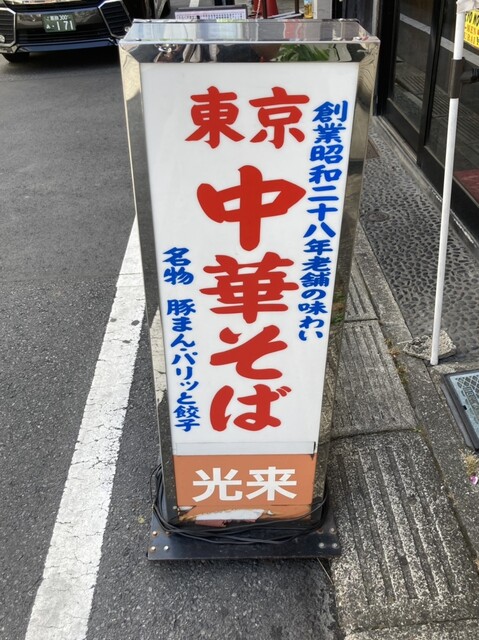 東京
中華そば
創業昭和二十八年老舗の味わい
名物 豚まん・パリッと餃子
光来
・171